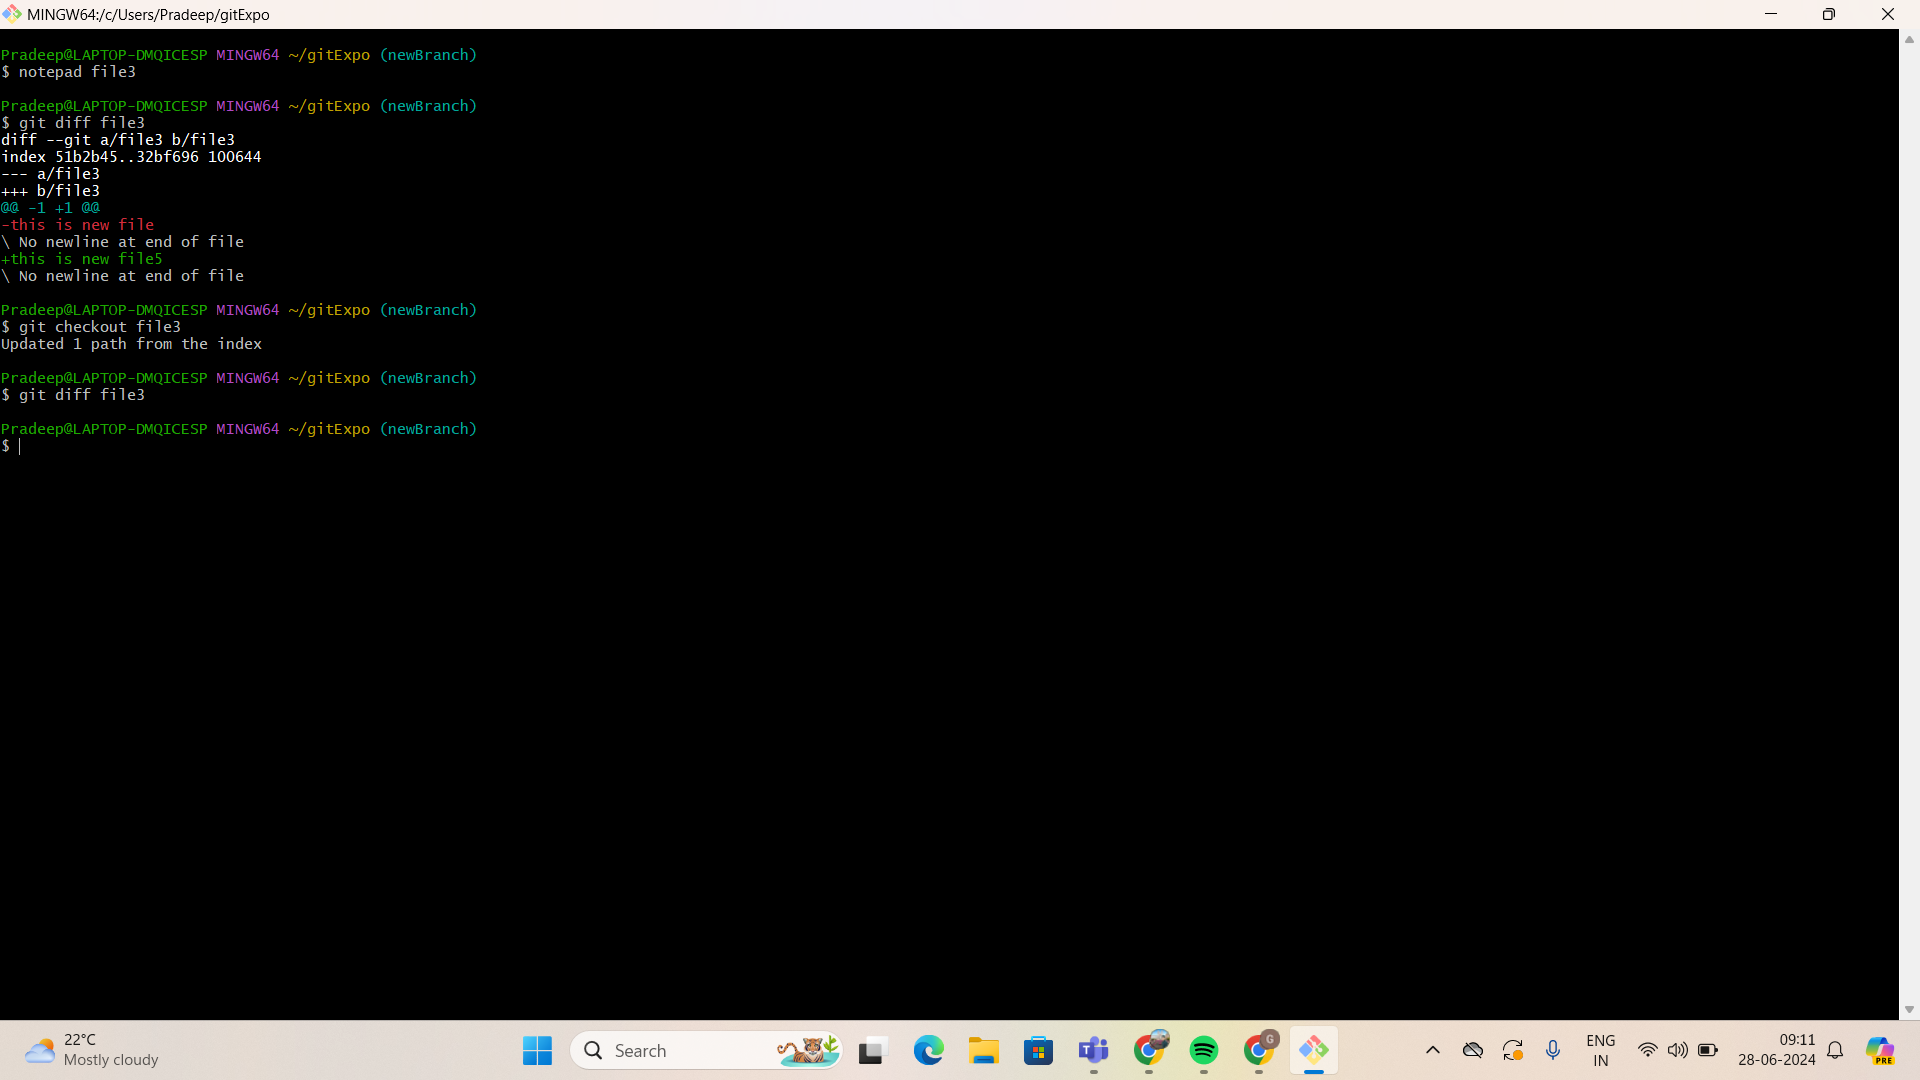 MINGW64:/c/Users/Pradeep/gitExpo
Pradeep@LAPTOP-DMQICESP MINGW64 ~/gitExpo (newBranch)
$ notepad file3
Pradeep@LAPTOP-DMQICESP MINGW64 ~/gitExpo (newBranch)
$ git diff file3
diff --git a/file3 b/file3
index 51b2b45..32bf696 100644
--- a/file3
+++ b/file3
@@ -1 +1 @@
-this is new file
\ No newline at end of file
+this is new file5
\ No newline at end of file
Pradeep@LAPTOP-DMQICESP MINGW64 ~/gitExpo (newBranch)
$ git checkout file3
Updated 1 path from the index
Pradeep@LAPTOP-DMQICESP MINGW64 ~/gitExpo (newBranch)
$ git diff file3
Pradeep@LAPTOP-DMQICESP MINGW64 ~/gitExpo (newBranch)
$
22°C
Mostly cloudy
Search
T
G
ENG
IN
09:11
28-06-2024
PRE